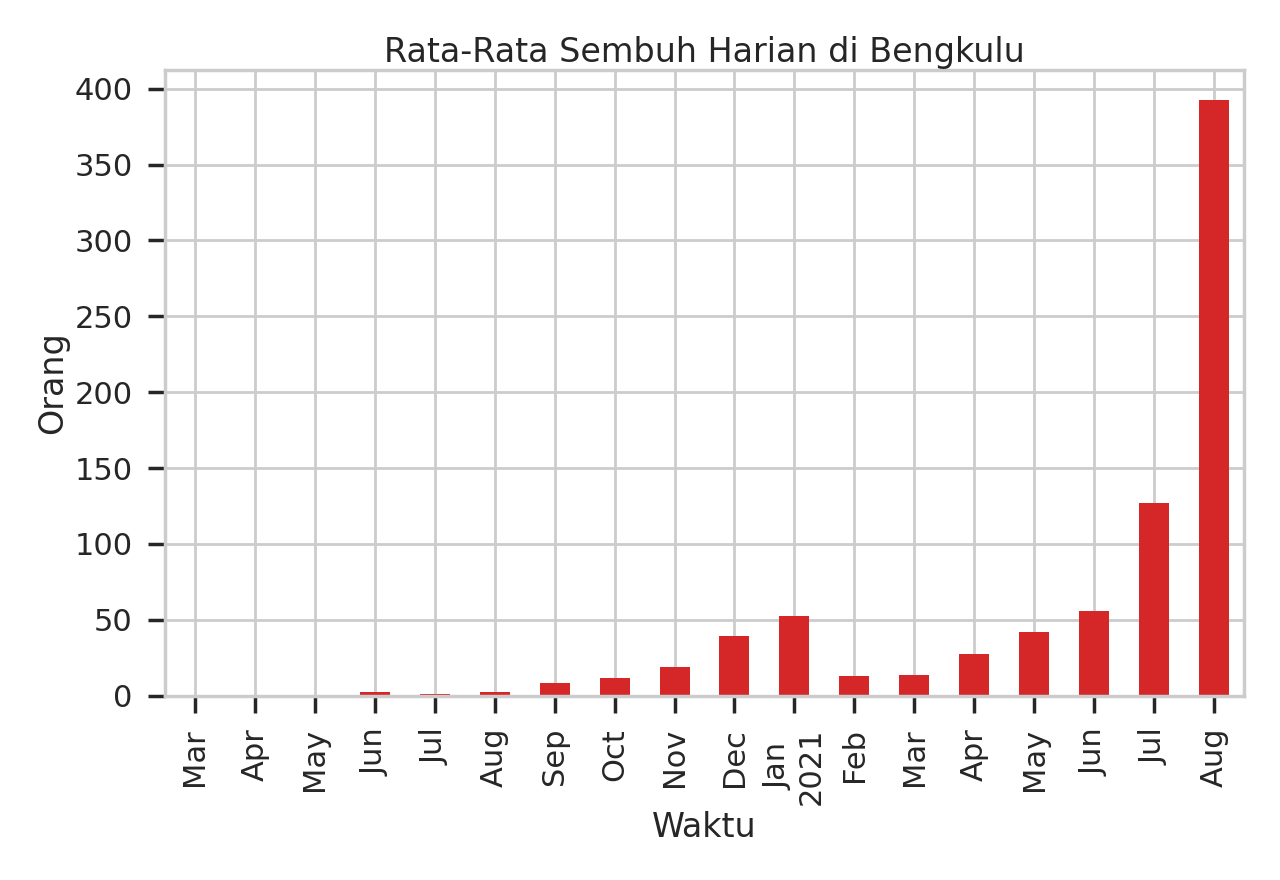 Rata-Rata Sembuh Harian di Bengkulu
400
350
300
250
200
150
100
50
0
Orang
Mar
Apr
May
Jun
Jul
Aug
Sep
Oct
Nov
Dec
Jan
2021
Feb
Mar
Apr
May
Jun
Jul
Aug
Waktu